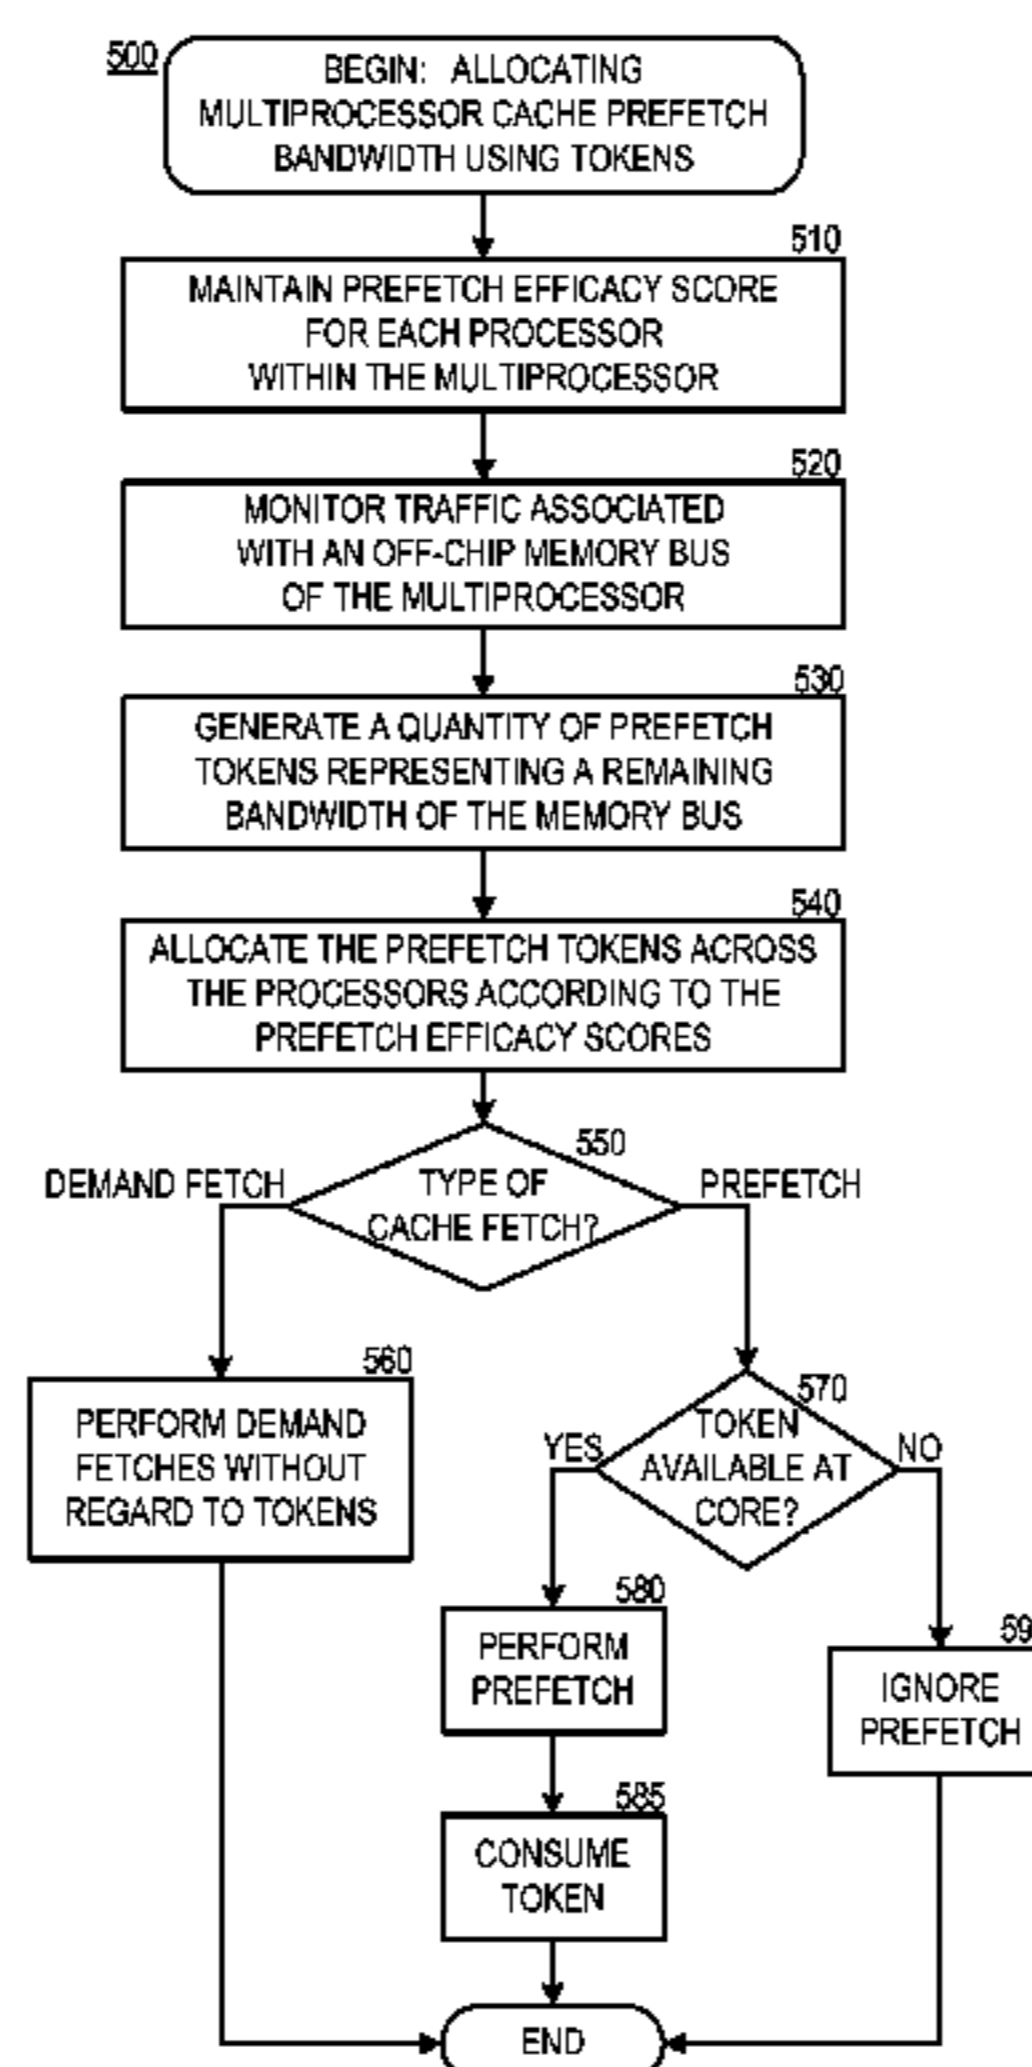 500
BEGIN: ALLOCATING
MULTIPROCESSOR CACHE PREFETCH
BANDWIDTH USING TOKENS
510
MAINTAIN PREFETCH EFFICACY SCORE
FOR EACH PROCESSOR
WITHIN THE MULTIPROCESSOR
520
MONITOR TRAFFIC ASSOCIATED
WITH AN OFF-CHIP MEMORY BUS
OF THE MULTIPROCESSOR
530
GENERATE A QUANTITY OF PREFETCH
TOKENS REPRESENTING A REMAINING
BANDWIDTH OF THE MEMORY BUS
540
ALLOCATE THE PREFETCH TOKENS ACROSS
THE PROCESSORS ACCORDING TO THE
PREFETCH EFFICACY SCORES
550
DEMAND FETCH
TYPE OF
CACHE FETCH?
PREFETCH
560
PERFORM DEMAND
FETCHES WITHOUT
REGARD TO TOKENS
570
YES
TOKEN
AVAILABLE AT
CORE?
NO
580
PERFORM
PREFETCH
59
IGNORE
PREFETCH
585
CONSUME
TOKEN
END